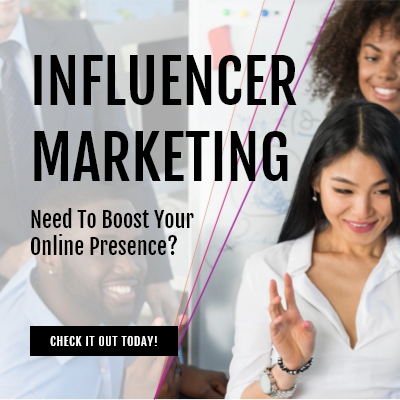 INFLUENCER
MARKETING
Need To Boost Your
Online Presence?
CHECK IT OUT TODAY!